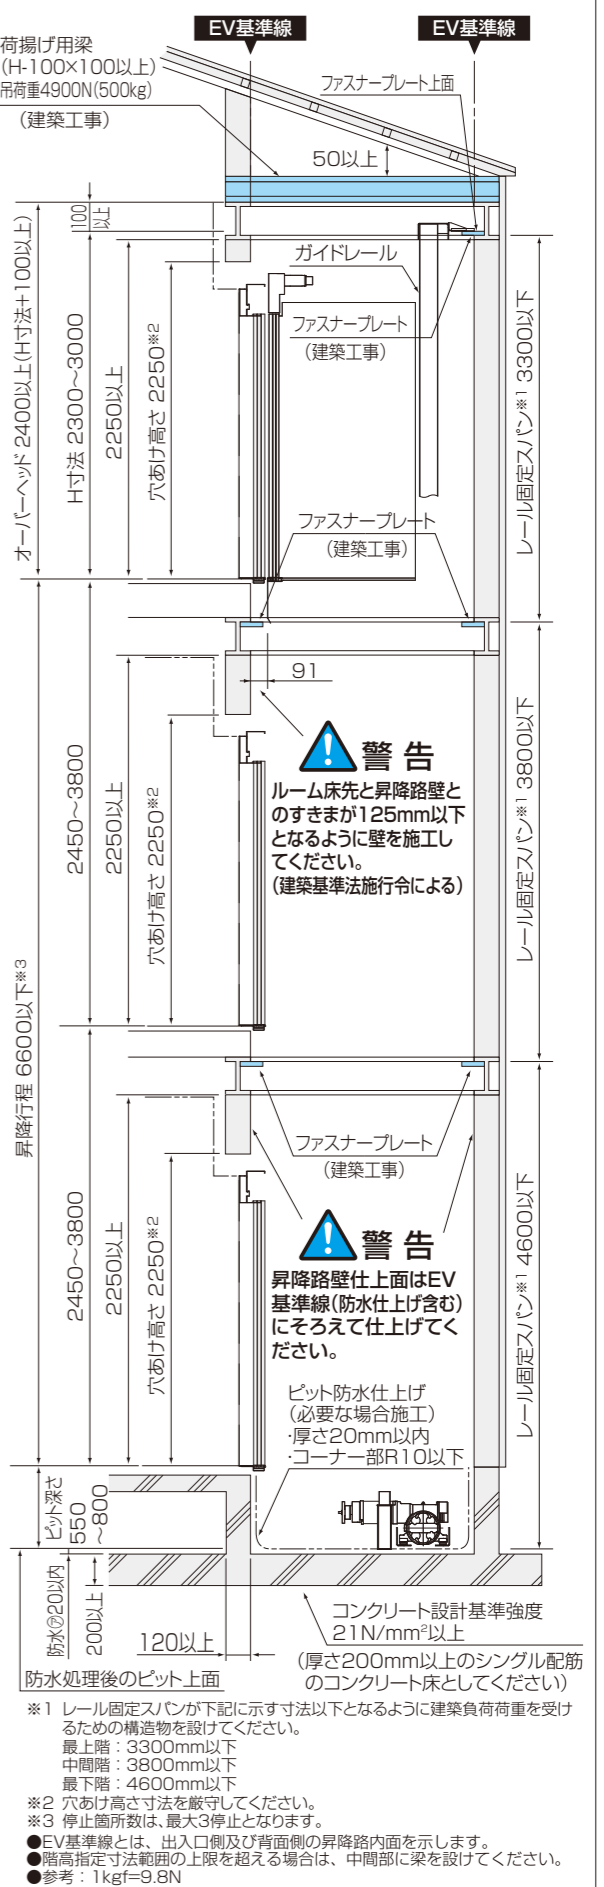 EV基準線
EV基準線
荷揚げ用梁
(H-100×100以上)
吊荷重4900N(500kg)
(建築工事)
ファスナープレート上面
50以上
100
以上
オーバーヘッド 2400以上(H寸法+100以上)
H寸法 2300〜3000
2250以上
穴あけ高さ 2250※2
ガイドレール
ファスナープレート
(建築工事)
レール固定スパン※1 3300以下
ファスナープレート
(建築工事)
91
警告
ルーム床先と昇降路壁と
のすきまが125mm以下
となるように壁を施工し
てください。
(建築基準法施行令による)
昇降行程 6600以下※3
2450〜3800
2250以上
穴あけ高さ 2250※2
レール固定スパン※1 3800以下
ファスナープレート
(建築工事)
警告
昇降路壁仕上面はEV
基準線(防水仕上げ含む)
にそろえて仕上げてく
ださい。
2450〜3800
2250以上
穴あけ高さ 2250※2
レール固定スパン※1 4600以下
ピット防水仕上げ
(必要な場合施工)
・厚さ20mm以内
・コーナー部R10以下
ピット深さ
550
〜800
防水㋐20以内
200以上
120以上
防水処理後のピット上面
コンクリート設計基準強度
21N/mm²以上
(厚さ200mm以上のシングル配筋
のコンクリート床としてください)
※1 レール固定スパンが下記に示す寸法以下となるように建築負荷荷重を受け
るための構造物を設けてください。
最上階：3300mm以下
中間階：3800mm以下
最下階：4600mm以下
※2 穴あけ高さ寸法を厳守してください。
※3 停止箇所数は、最大3停止となります。
●EV基準線とは、出入口側及び背面側の昇降路内面を示します。
●階高指定寸法範囲の上限を超える場合は、中間部に梁を設けてください。
●参考：1kgf=9.8N